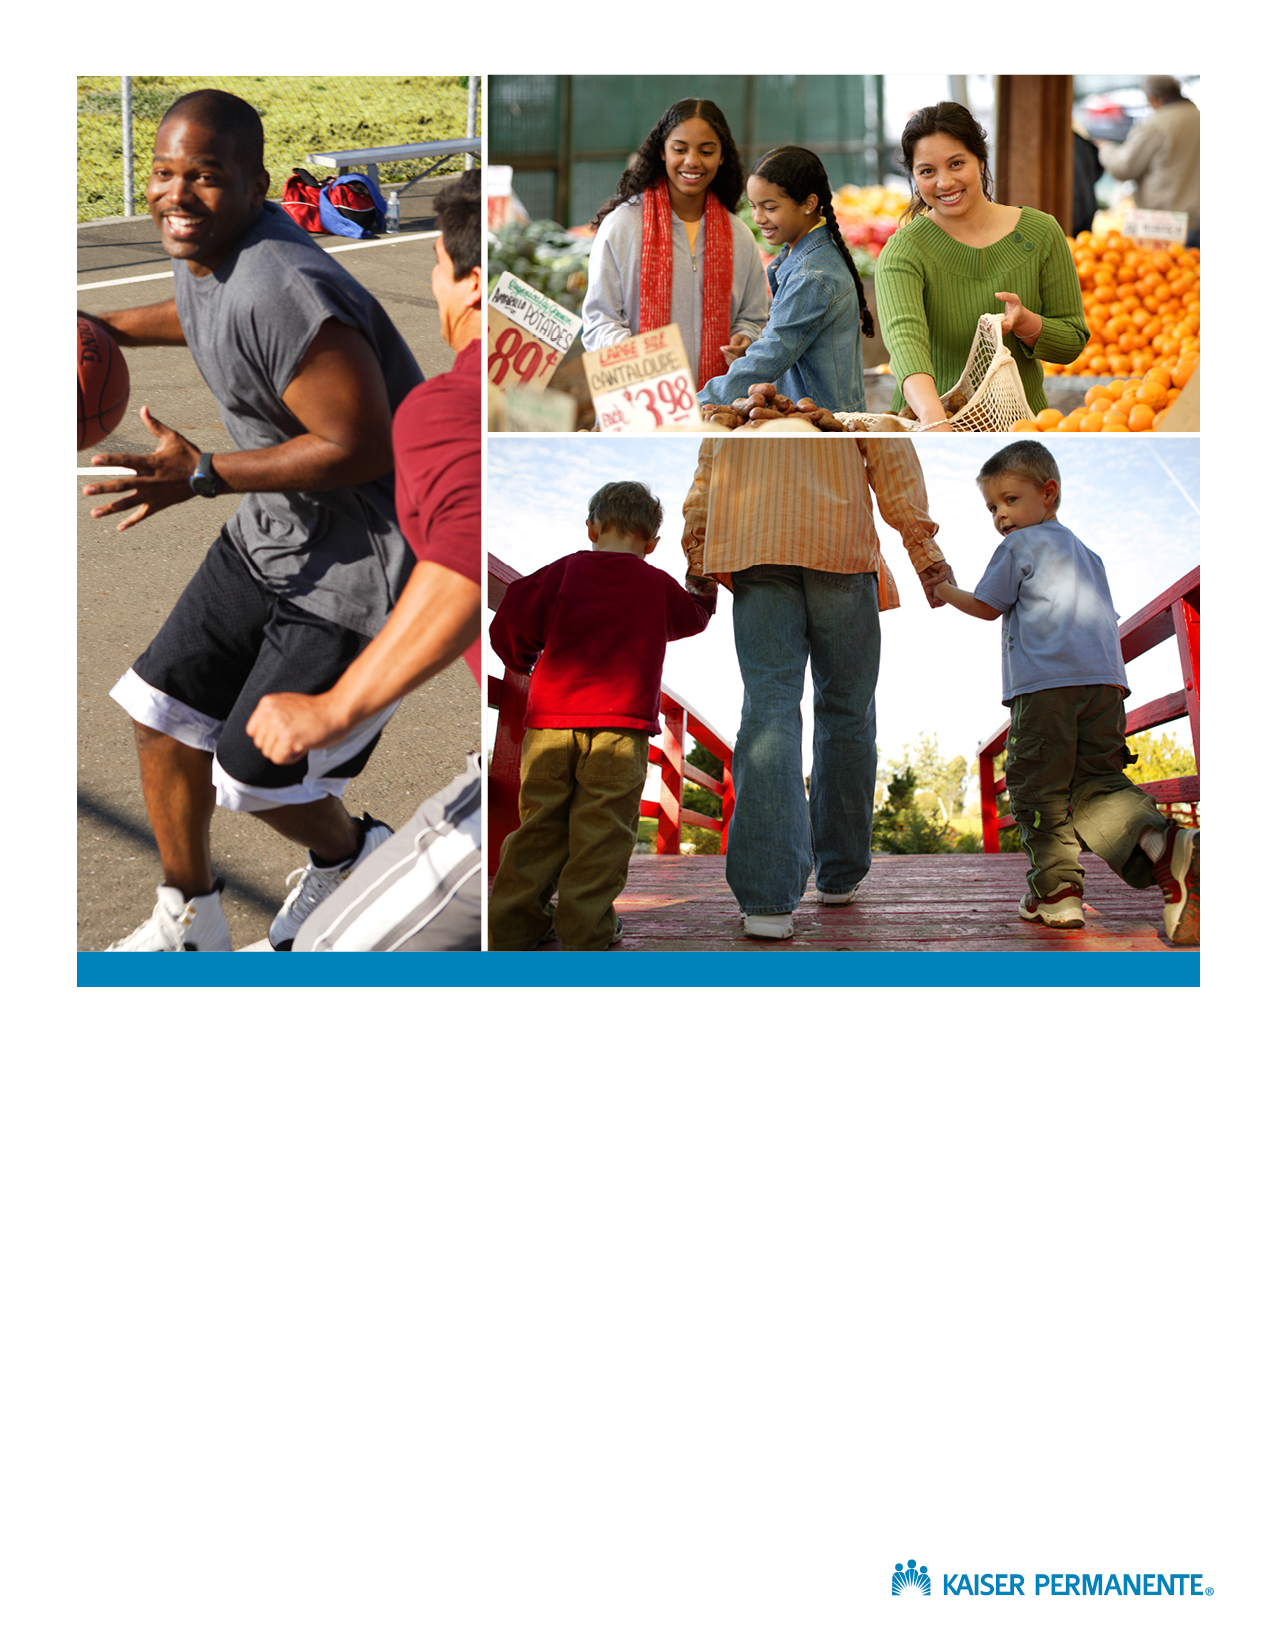 POTATOES
89¢
LARGE SIZE
CANTALOUPE
EACH $3.98
KAISER PERMANENTE®